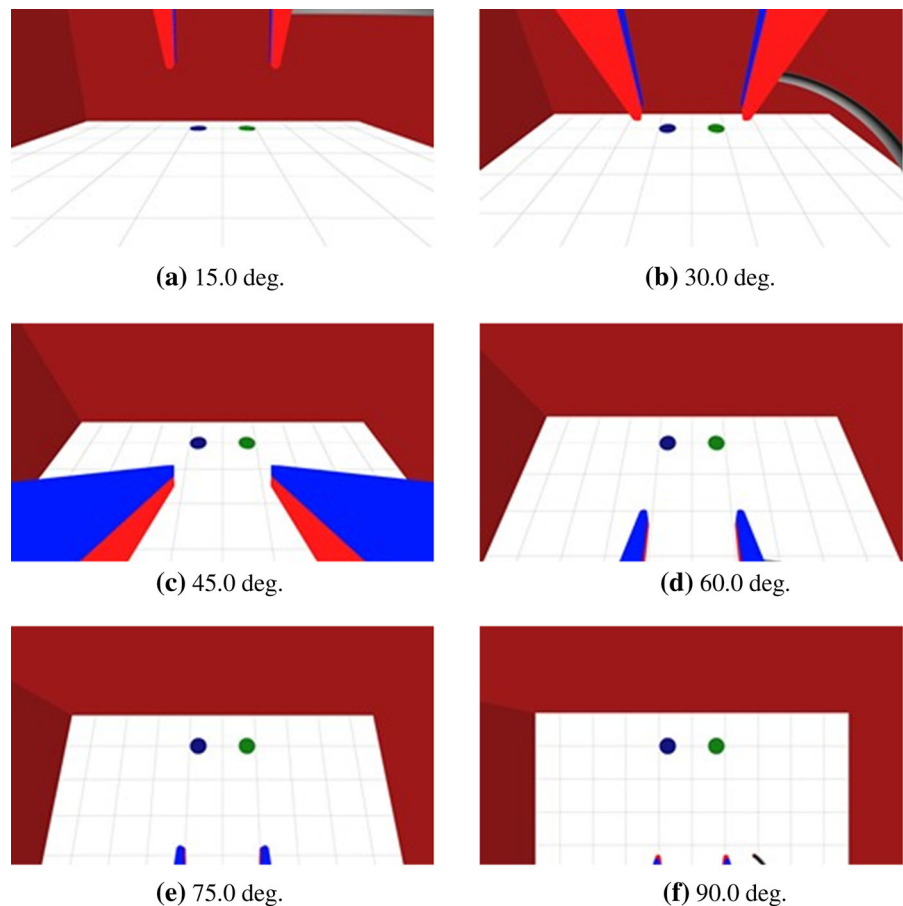 (a) 15.0 deg.
(b) 30.0 deg.
(c) 45.0 deg.
(d) 60.0 deg.
(e) 75.0 deg.
(f) 90.0 deg.